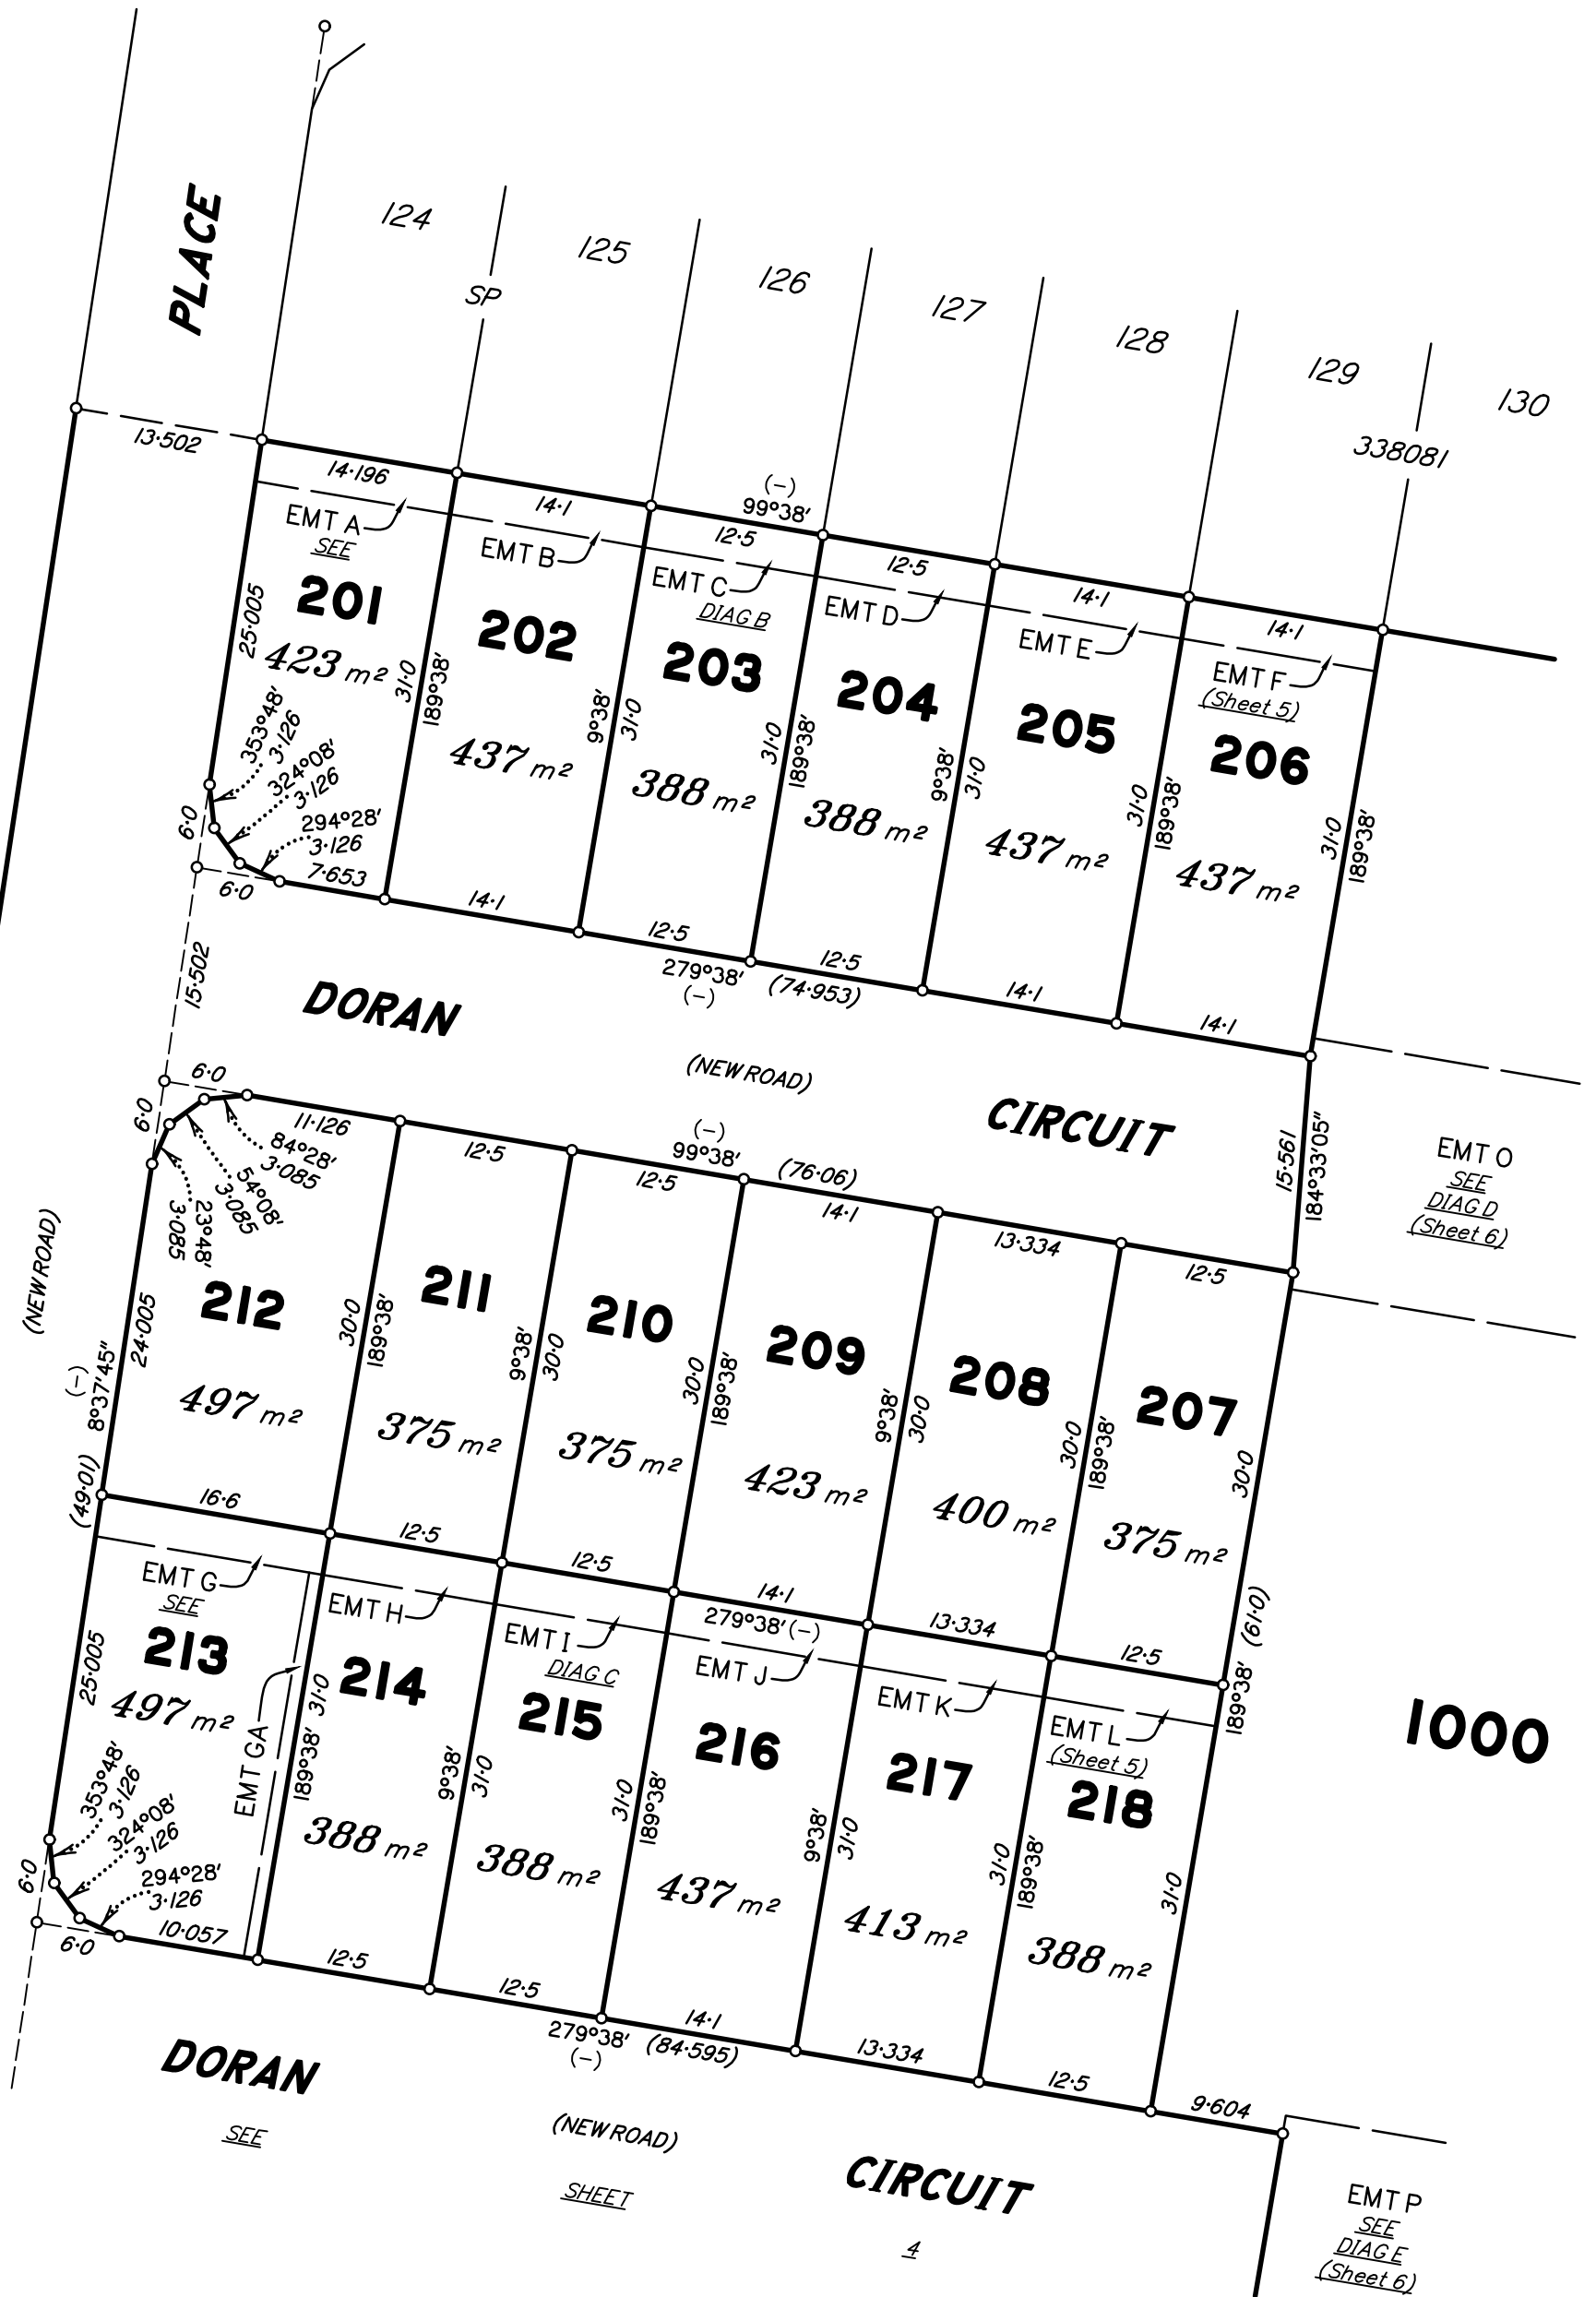 PLACE
124
125
126
127
128
129
130
SP
338081
13·502
14·196
14·1
(–)
99°38'
12·5
12·5
14·1
14·1
EMT A
SEE
EMT B
EMT C
DIAG B
EMT D
EMT E
EMT F
(Sheet 5)
201
423 m²
202
437 m²
203
388 m²
204
388 m²
205
437 m²
206
437 m²
25·005
31·0
189°38'
9°38'
31·0
31·0
189°38'
9°38'
31·0
31·0
189°38'
31·0
189°38'
353°48'
3·126
324°08'
3·126
294°28'
3·126
6·0
6·0
7·653
14·1
12·5
279°38'
(–)
(74·953)
12·5
14·1
14·1
15·502
DORAN
(NEW ROAD)
CIRCUIT
15·561
184°33'05"
EMT O
SEE
DIAG D
(Sheet 6)
6·0
6·0
11·126
84°28'
3·085
54°08'
3·085
23°48'
3·085
12·5
(–)
99°38'
(76·06)
12·5
14·1
13·334
12·5
(NEW ROAD)
(–)
8°37'45"
(49·01)
24·005
212
497 m²
211
375 m²
210
375 m²
209
423 m²
208
400 m²
207
375 m²
30·0
189°38'
9°38'
30·0
30·0
189°38'
9°38'
30·0
30·0
189°38'
30·0
16·6
12·5
12·5
14·1
279°38' (–)
13·334
12·5
(61·0)
189°38'
EMT G
SEE
EMT GA
EMT H
EMT I
DIAG C
EMT J
EMT K
EMT L
(Sheet 5)
213
497 m²
214
388 m²
215
388 m²
216
437 m²
217
413 m²
218
388 m²
1000
25·005
31·0
189°38'
9°38'
31·0
31·0
189°38'
9°38'
31·0
31·0
189°38'
31·0
353°48'
3·126
324°08'
3·126
294°28'
3·126
6·0
6·0
10·057
12·5
12·5
279°38'
(–)
(84·595)
14·1
13·334
12·5
9·604
DORAN
(NEW ROAD)
CIRCUIT
SEE
SHEET
4
EMT P
SEE
DIAG E
(Sheet 6)